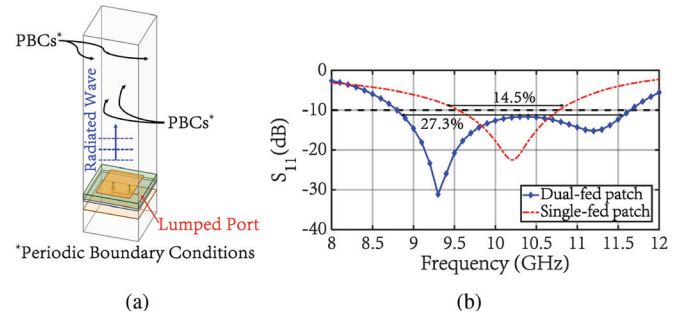 PBCs*
Radiated Wave
PBCs*
Lumped Port
*Periodic Boundary Conditions
(a)
0
-10
-20
-30
-40
S11 (dB)
14.5%
27.3%
Dual-fed patch
Single-fed patch
8 8.5 9 9.5 10 10.5 11 11.5 12
Frequency (GHz)
(b)